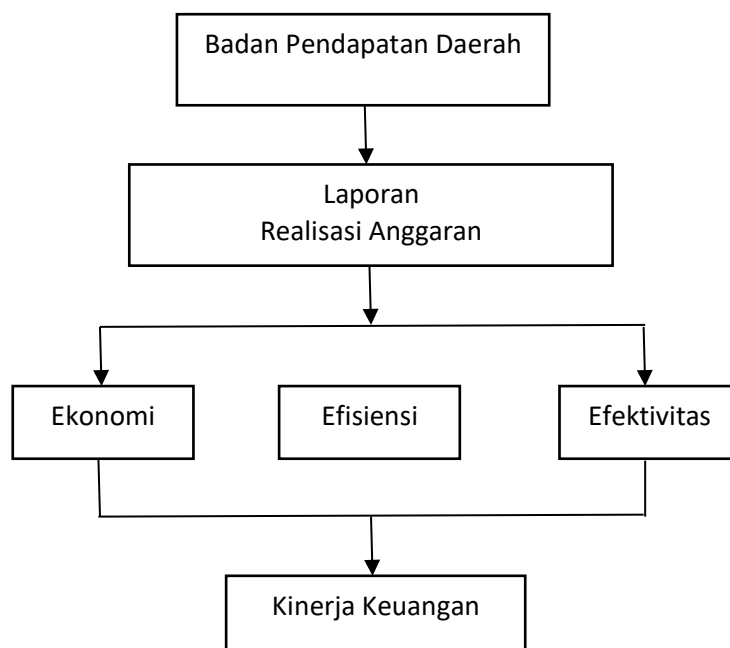 Badan Pendapatan Daerah
Laporan
Realisasi Anggaran
Ekonomi
Efisiensi
Efektivitas
Kinerja Keuangan